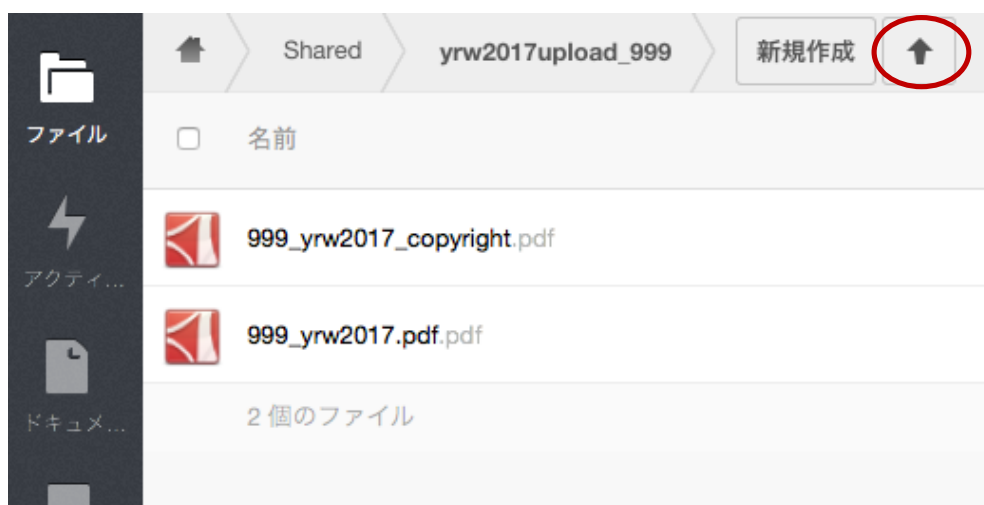 Shared yrw2017upload_999 新規作成
ファイル
名前
999_yrw2017_copyright.pdf
アクティ...
999_yrw2017.pdf.pdf
ドキュメ...
2 個のファイル